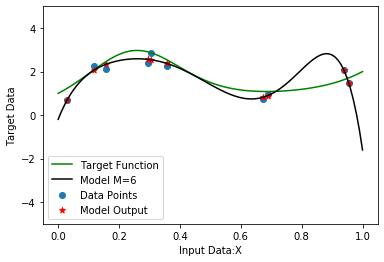 Target Data
4
2
0
−2
−4
Target Function
Model M=6
Data Points
Model Output
0.0 0.2 0.4 0.6 0.8 1.0
Input Data:X